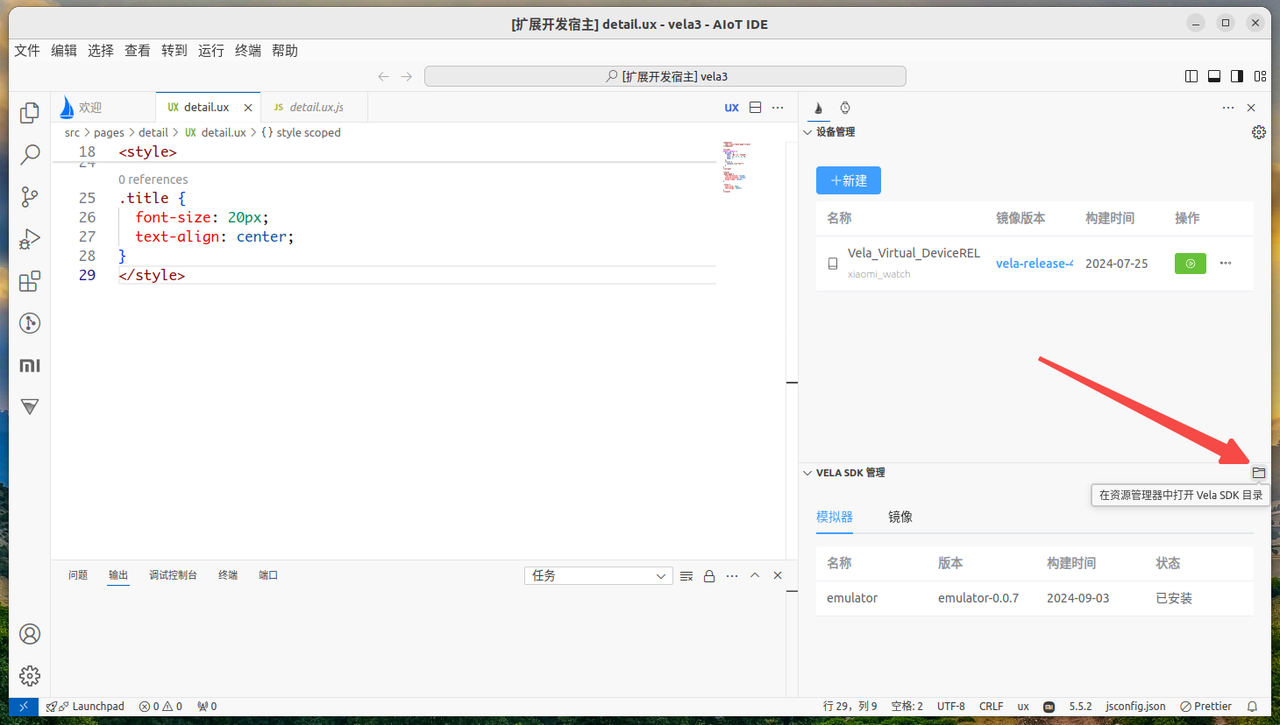 [扩展开发宿主] detail.ux - vela3 - AIoT IDE
文件 编辑 选择 查看 转到 运行 终端 帮助
[扩展开发宿主] vela3
欢迎
UX detail.ux
JS detail.ux.js
UX
src > pages > detail > UX detail.ux > { } style scoped
18 <style>
24
0 references
25 .title {
26 font-size: 20px;
27 text-align: center;
28 }
29 </style>
设备管理
+新建
名称 镜像版本 构建时间 操作
Vela_Virtual_DeviceREL vela-release-4 2024-07-25
xiaomi_watch
VELA SDK 管理
在资源管理器中打开 Vela SDK 目录
模拟器 镜像
名称 版本 构建时间 状态
emulator emulator-0.0.7 2024-09-03 已安装
问题 输出 调试控制台 终端 端口
任务
Launchpad 0 0 0
行 29，列 9 空格: 2 UTF-8 CRLF ux 5.5.2 jsconfig.json Prettier